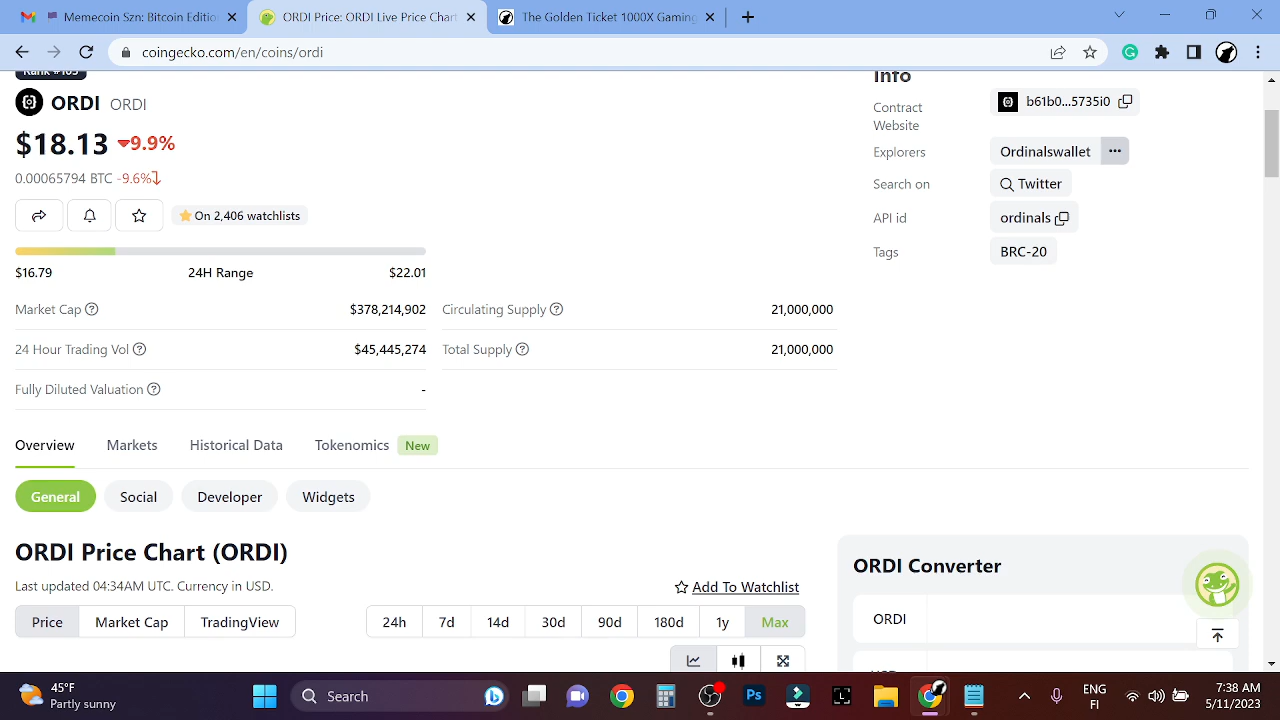 Memecoin Szn: Bitcoin Editio
ORDI Price: ORDI Live Price Chart
The Golden Ticket 1000X Gaming
coingecko.com/en/coins/ordi
Rank #105
ORDI ORDI
$18.13 9.9%
0.00065794 BTC -9.6%
On 2,406 watchlists
$16.79 24H Range $22.01
Market Cap $378,214,902
24 Hour Trading Vol $45,445,274
Fully Diluted Valuation -
Circulating Supply 21,000,000
Total Supply 21,000,000
Info
Contract b61b0...5735i0
Website
Explorers Ordinalswallet
Search on Twitter
API id ordinals
Tags BRC-20
Overview Markets Historical Data Tokenomics New
General Social Developer Widgets
ORDI Price Chart (ORDI)
Last updated 04:34AM UTC. Currency in USD.
Add To Watchlist
Price Market Cap TradingView
24h 7d 14d 30d 90d 180d 1y Max
ORDI Converter
ORDI
45°F
Partly sunny
Search
Ps
L
ENG
FI
7:38 AM
5/11/2023